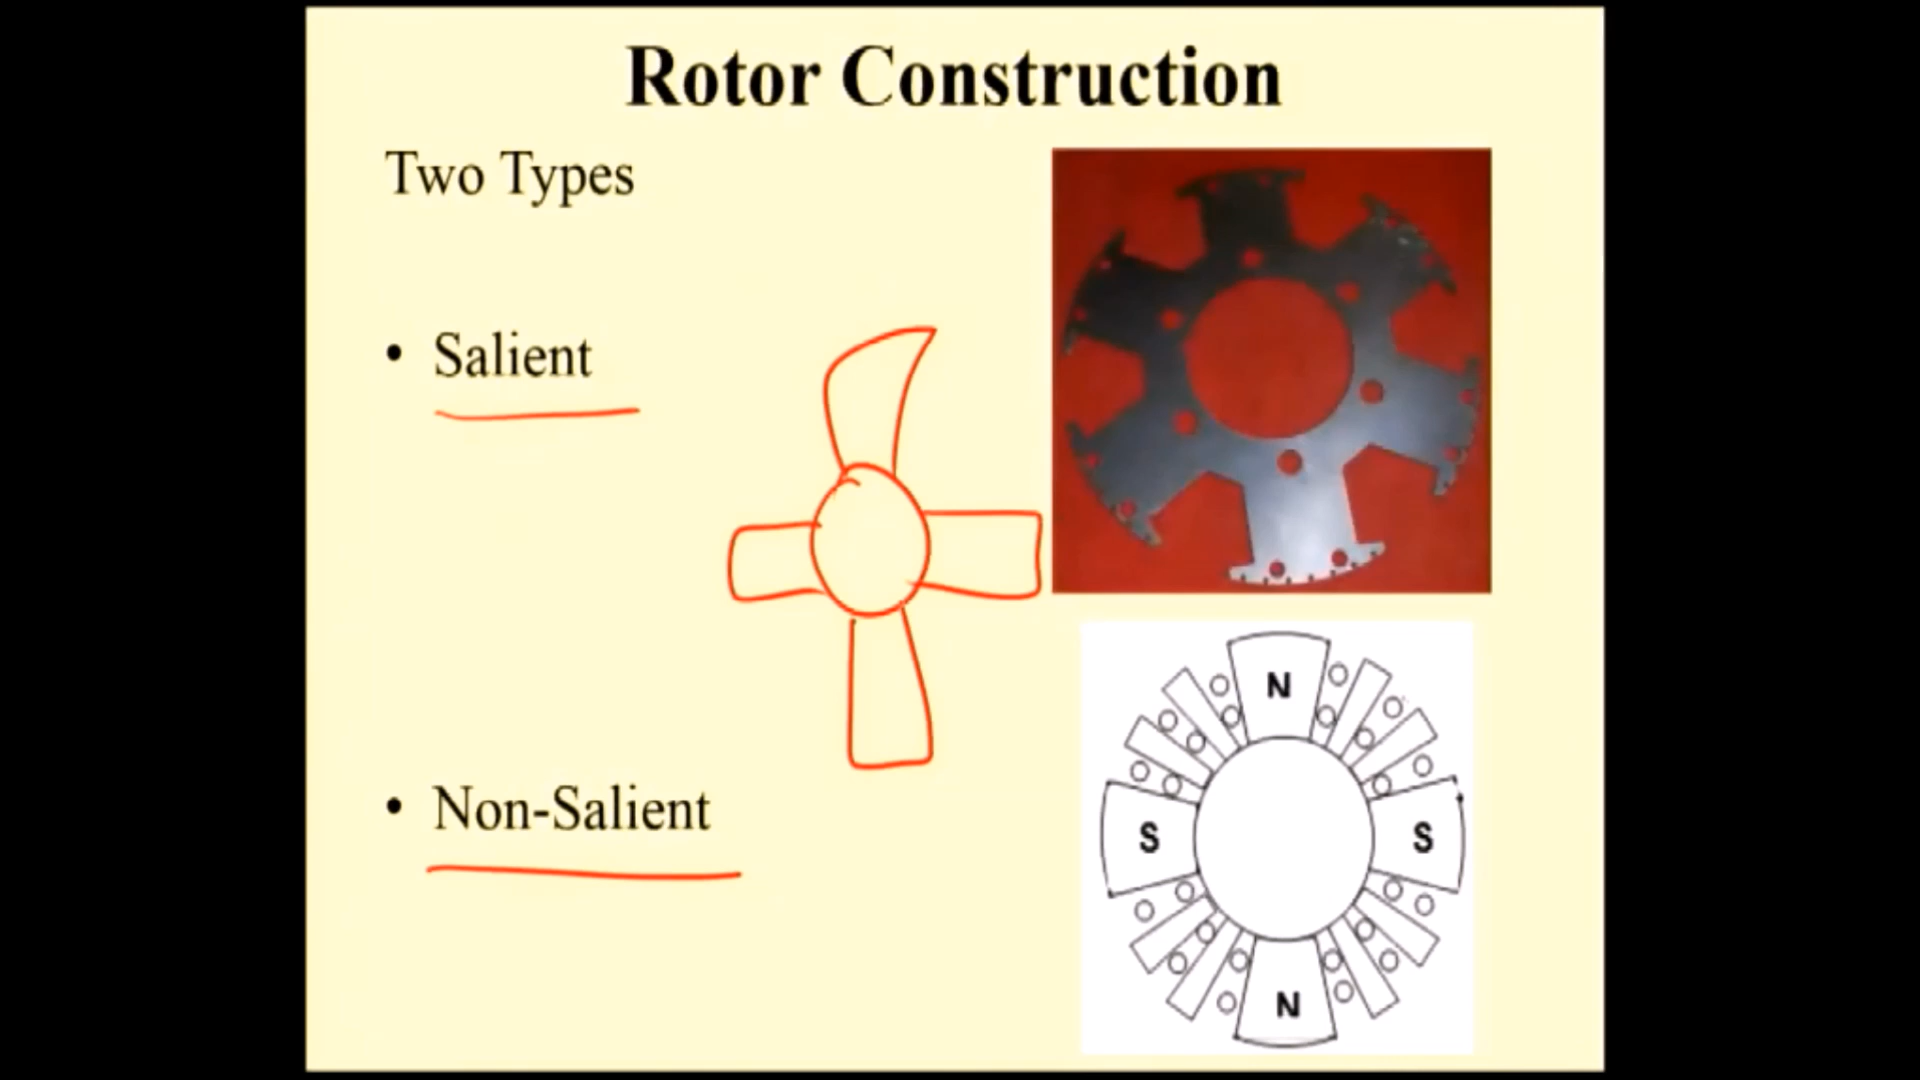 Rotor Construction
Two Types
• Salient
• Non-Salient
N
S
S
N